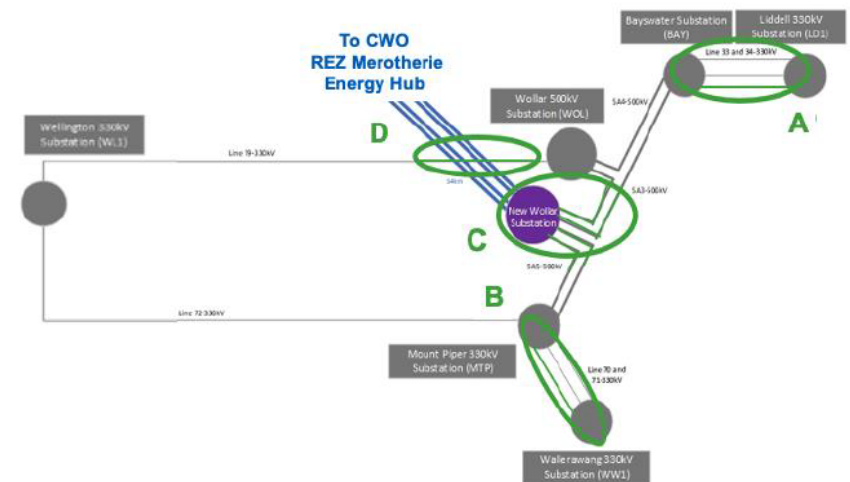 To CWO
REZ Merotherie
Energy Hub
Bayswater Substation
(BAY)
Liddell 330kV
Substation (LD1)
Line 33 and 34-330kV
A
Wollar 500kV
Substation (WOL)
5A4-500kV
D
Wellington 330kV
Substation (WL1)
Line 79-330kV
5A3-500kV
New Wollar
Substation
C
5A5-500kV
B
Line 72-330kV
Mount Piper 330kV
Substation (MTP)
Line 70 and
71-330kV
Wallerawang 330kV
Substation (WW1)